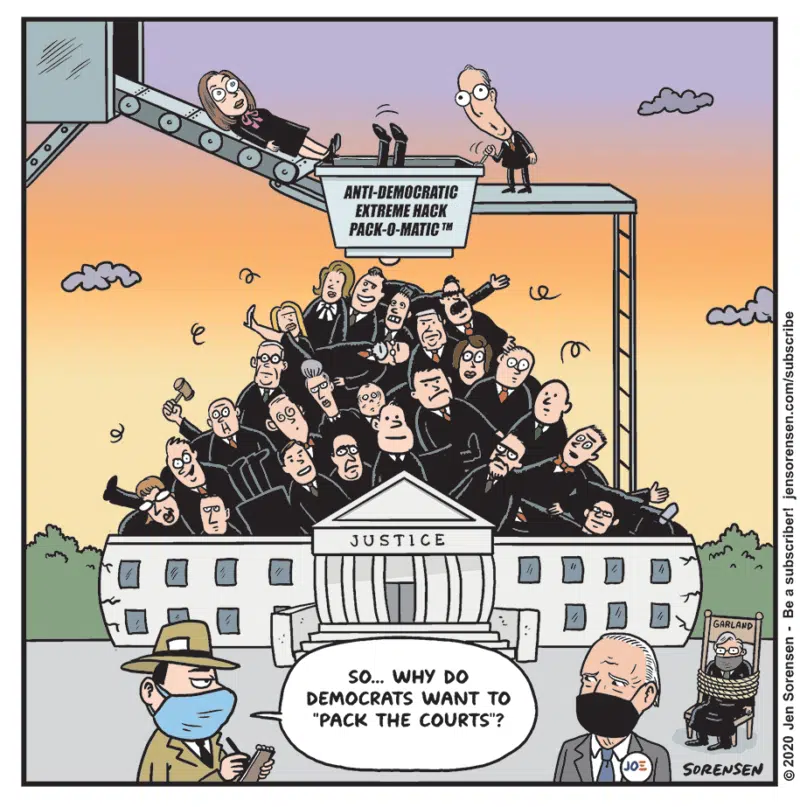 ANTI-DEMOCRATIC
EXTREME HACK
PACK-O-MATIC™
JUSTICE
GARLAND
SO... WHY DO
DEMOCRATS WANT TO
"PACK THE COURTS"?
JOE
SORENSEN
© 2020 Jen Sorensen - Be a subscriber! jensorensen.com/subscribe